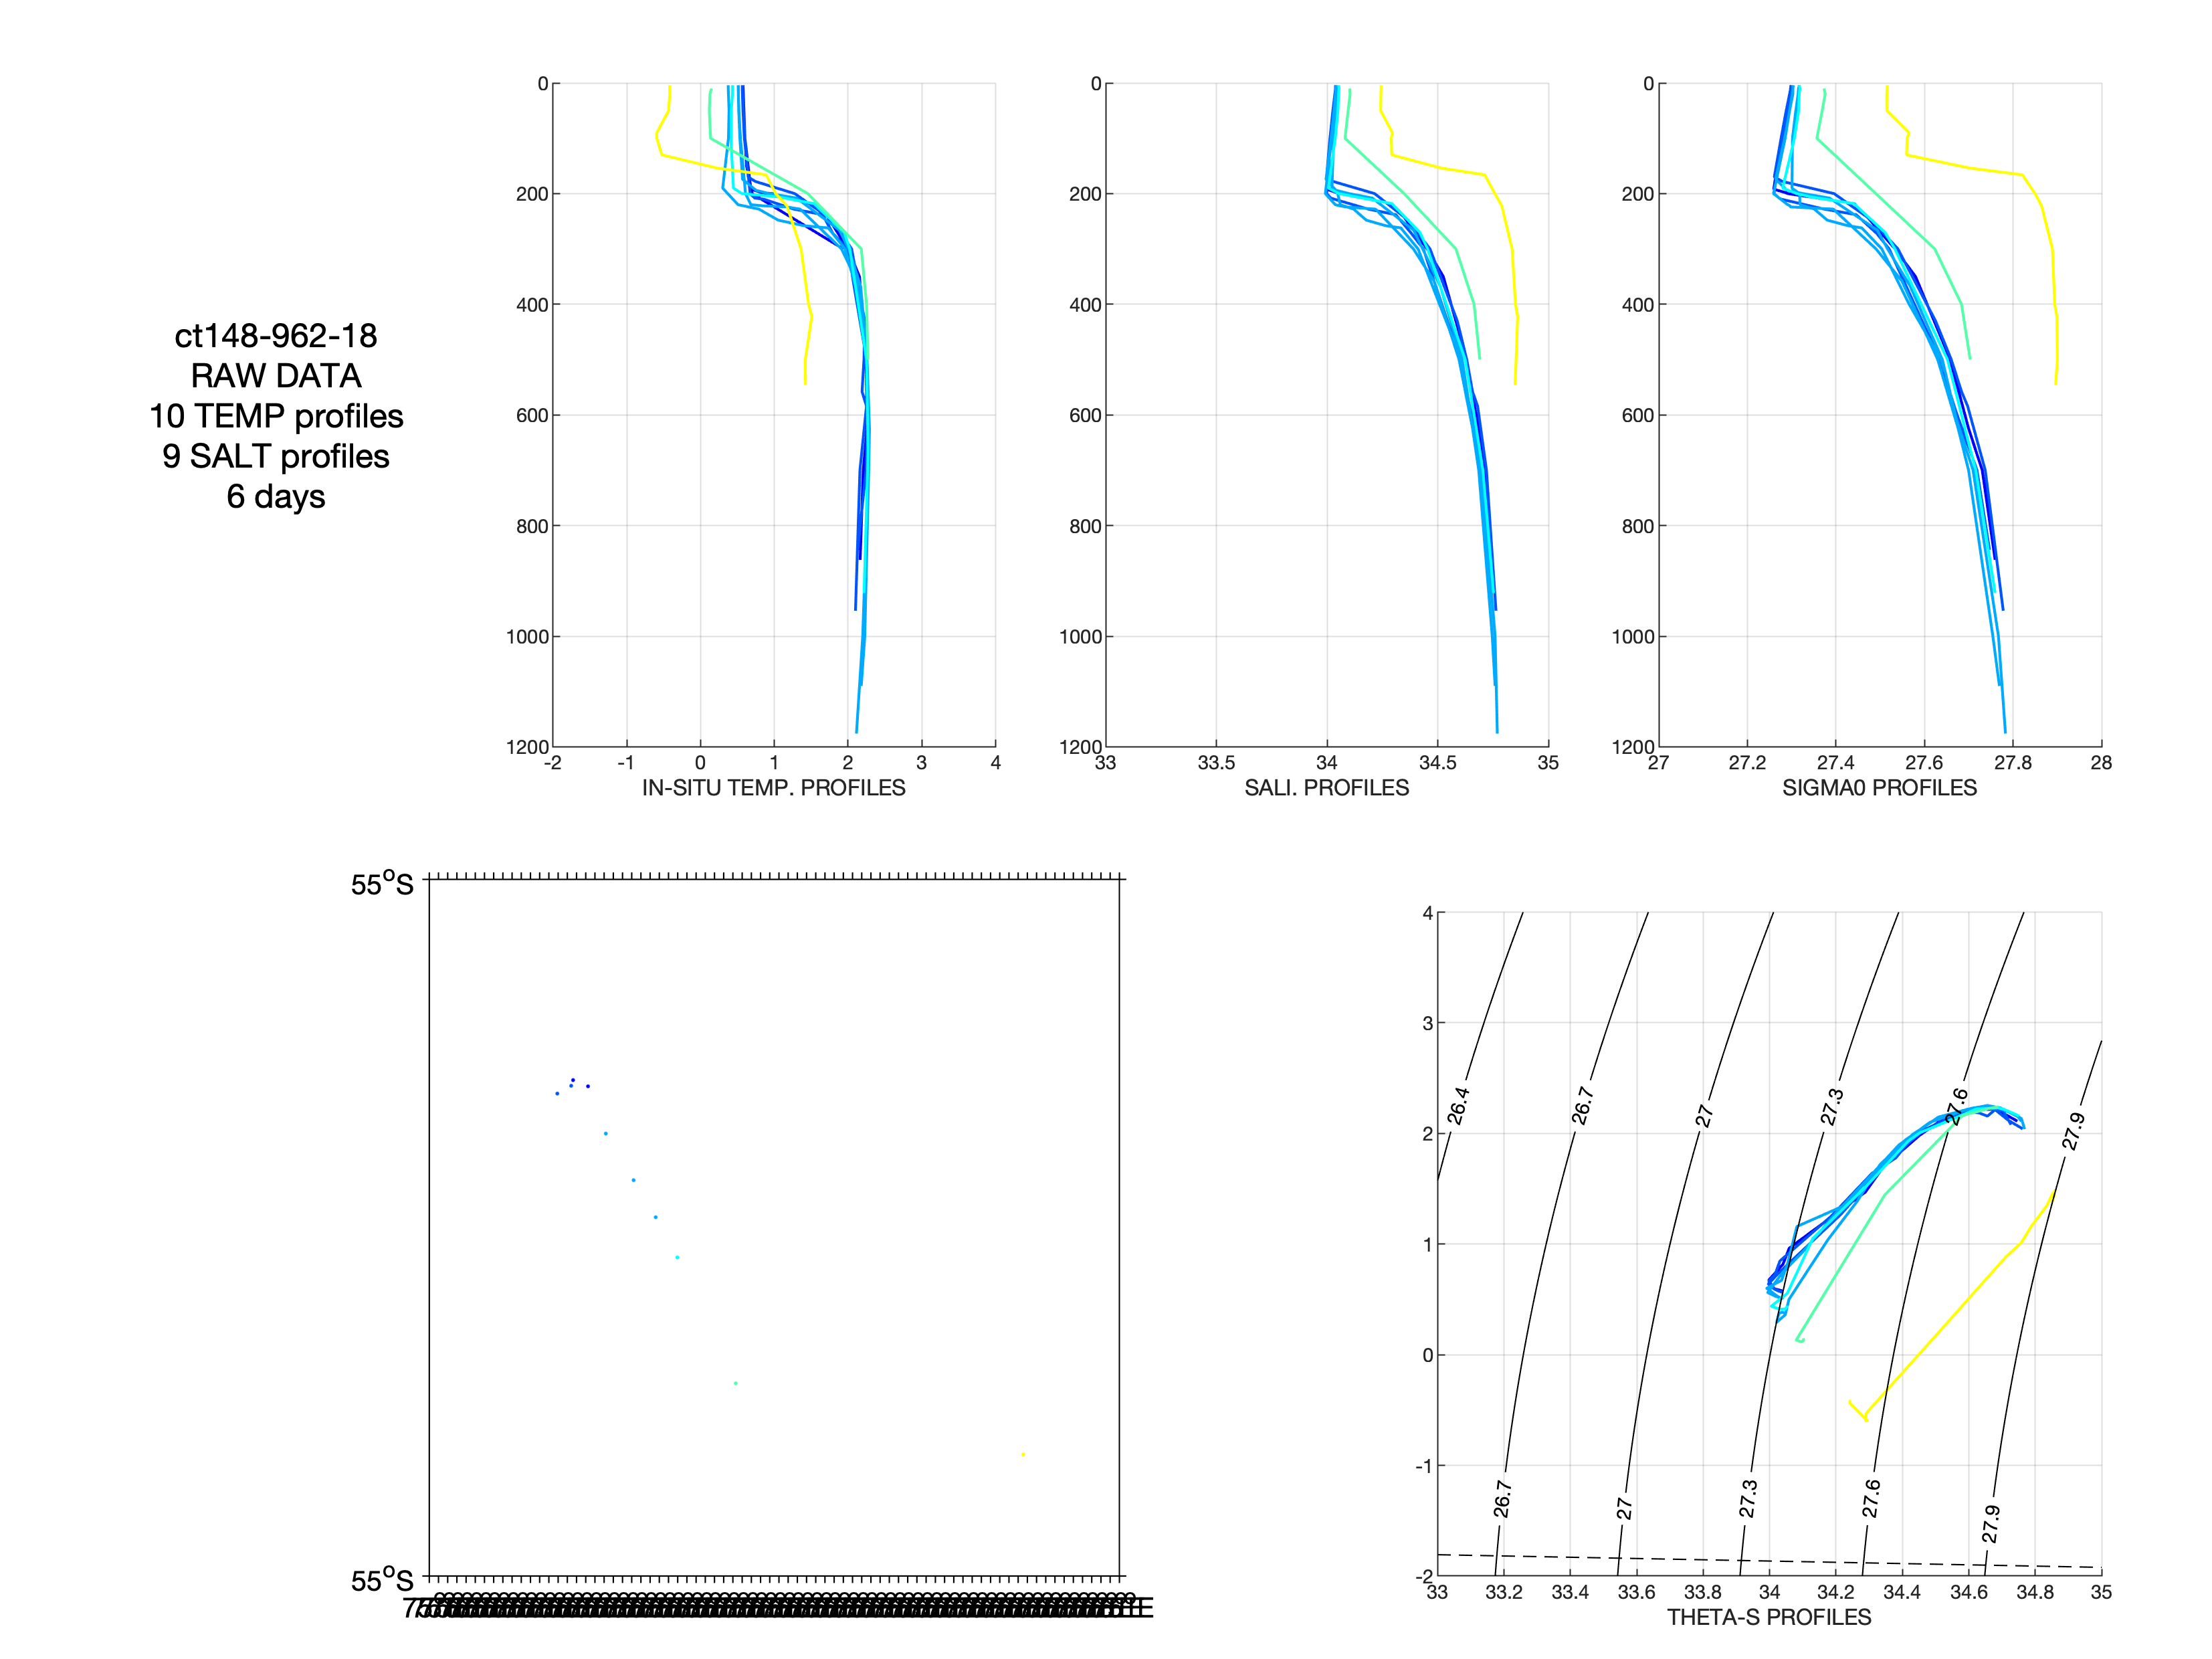 ct148-962-18
RAW DATA
10 TEMP profiles
9 SALT profiles
6 days
0
200
400
600
800
1000
1200
-2 -1 0 1 2 3 4
IN-SITU TEMP. PROFILES
0
200
400
600
800
1000
1200
33 33.5 34 34.5 35
SALI. PROFILES
0
200
400
600
800
1000
1200
27 27.2 27.4 27.6 27.8 28
SIGMA0 PROFILES
55°S
55°S
4
3
2
1
0
-1
-2
26.4 26.7 27 27.3 27.6 27.9
26.7 27 27.3 27.6 27.9
33 33.2 33.4 33.6 33.8 34 34.2 34.4 34.6 34.8 35
THETA-S PROFILES